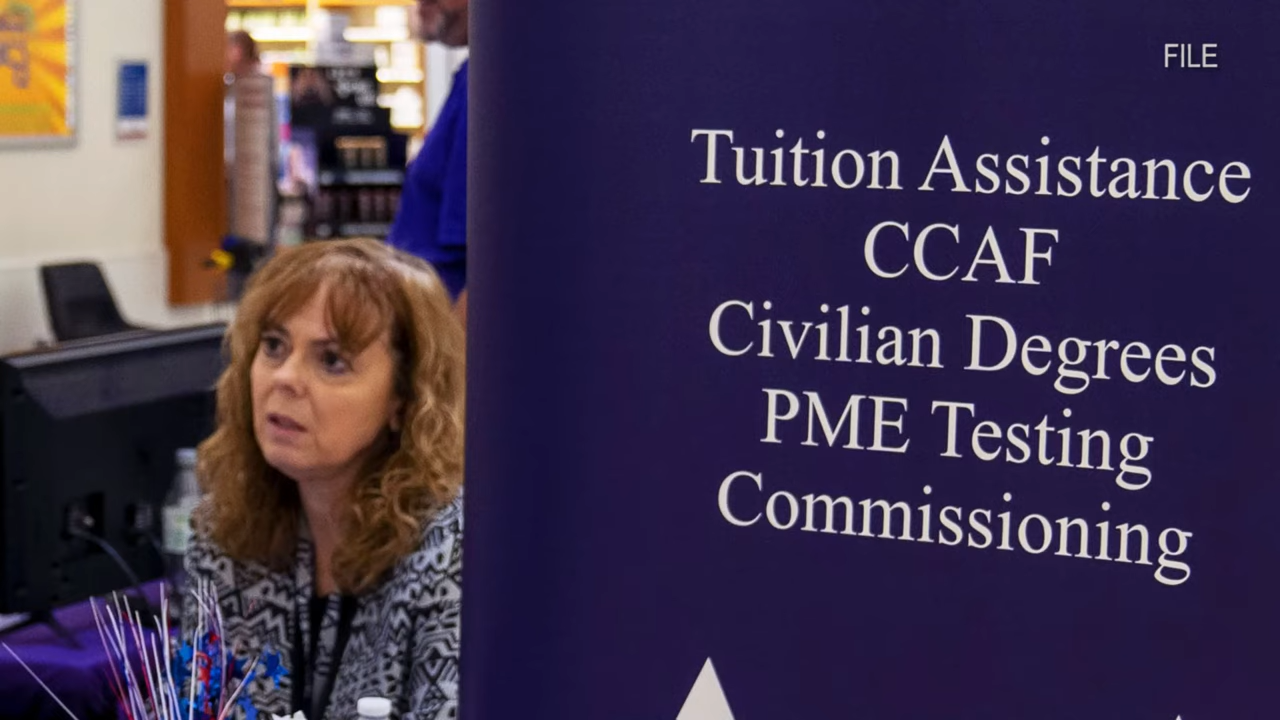 FILE
Tuition Assistance
CCAF
Civilian Degrees
PME Testing
Commissioning